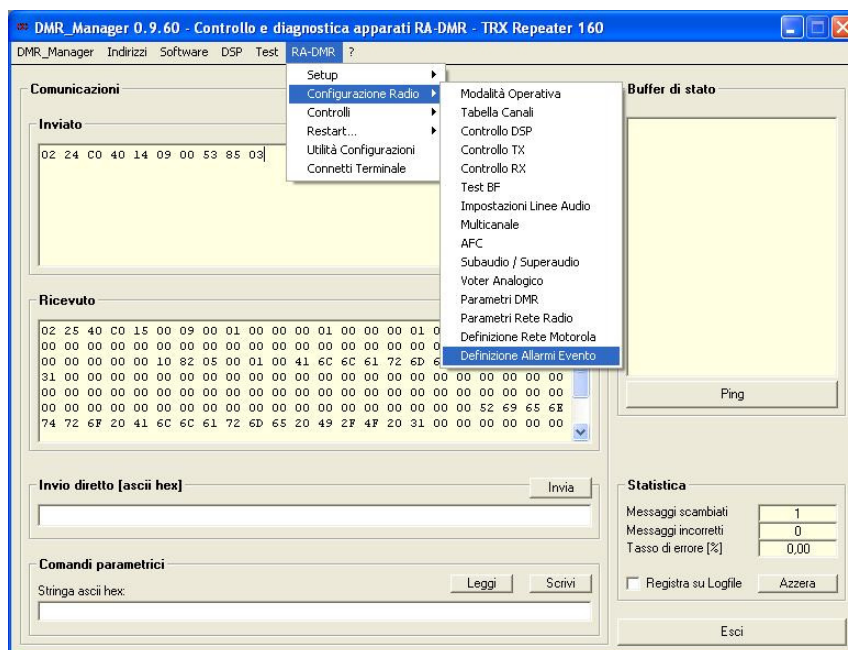 DMR_Manager 0.9.60 - Controllo e diagnostica apparati RA-DMR - TRX Repeater 160
DMR_Manager Indirizzi Software DSP Test RA-DMR ?
Setup
Configurazione Radio
Controlli
Restart...
Utilità Configurazioni
Connetti Terminale
Modalità Operativa
Tabella Canali
Controllo DSP
Controllo TX
Controllo RX
Test BF
Impostazioni Linee Audio
Multicanale
AFC
Subaudio / Superaudio
Voter Analogico
Parametri DMR
Parametri Rete Radio
Definizione Rete Motorola
Definizione Allarmi Evento
Comunicazioni
Inviato
02 24 C0 40 14 09 00 53 85 03
Ricevuto
02 25 40 C0 15 00 09 00 01 00 00 00 01 00 00 00 01
00 00 00 00 00 00 00 00 00 00 00 00 00 00 00 00
00 00 00 00 00 10 82 05 00 01 00 41 6C 6C 61 72 6D
31 00 00 00 00 00 00 00 00 00 00 00 00 00 00 00 00 00 00 00
00 00 00 00 00 00 00 00 00 00 00 00 00 00 00 00 00 00 00 00
00 00 00 00 00 00 00 00 00 00 00 00 00 00 00 00 52 69 65 6E
74 72 6F 20 41 6C 6C 61 72 6D 65 20 49 2F 4F 20 31 00 00 00 00 00 00
Invio diretto [ascii hex]
Invia
Comandi parametrici
Stringa ascii hex:
Leggi
Scrivi
Buffer di stato
Ping
Statistica
Messaggi scambiati 1
Messaggi incorretti 0
Tasso di errore [%] 0,00
Registra su Logfile
Azzera
Esci